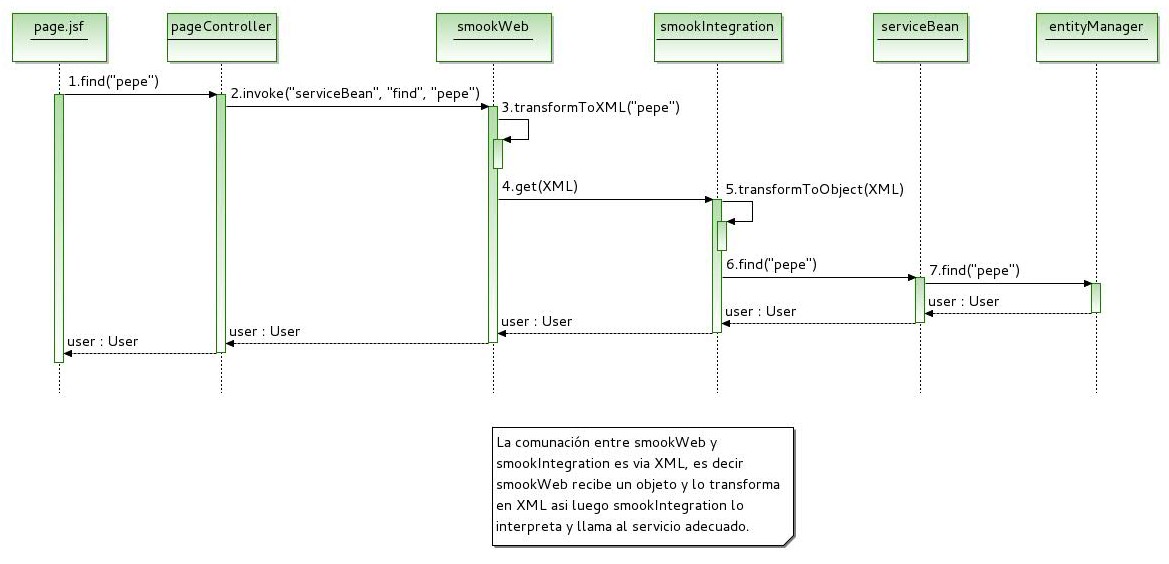 page.jsf
pageController
smookWeb
smookIntegration
serviceBean
entityManager
1.find("pepe")
2.invoke("serviceBean", "find", "pepe")
3.transformToXML("pepe")
4.get(XML)
5.transformToObject(XML)
6.find("pepe")
7.find("pepe")
user : User
user : User
user : User
user : User
user : User
La comunación entre smookWeb y
smookIntegration es via XML, es decir
smookWeb recibe un objeto y lo transforma
en XML asi luego smookIntegration lo
interpreta y llama al servicio adecuado.